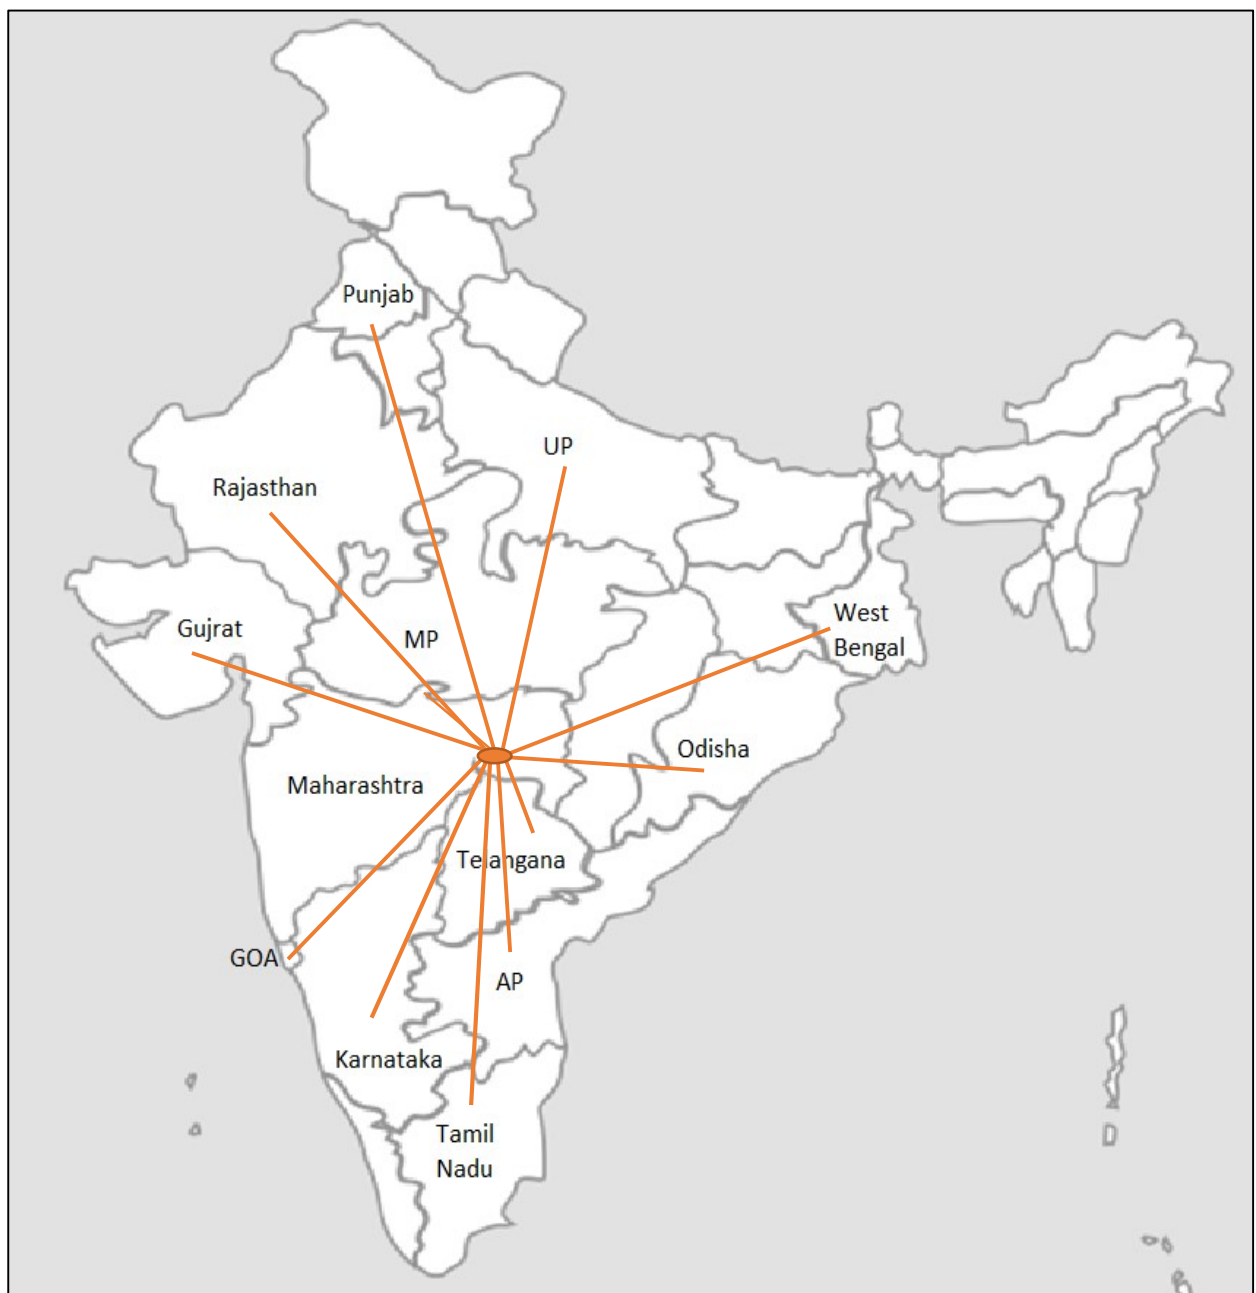 Punjab
UP
Rajasthan
West
Bengal
Gujrat
MP
Odisha
Maharashtra
Telangana
GOA
AP
Karnataka
Tamil
Nadu